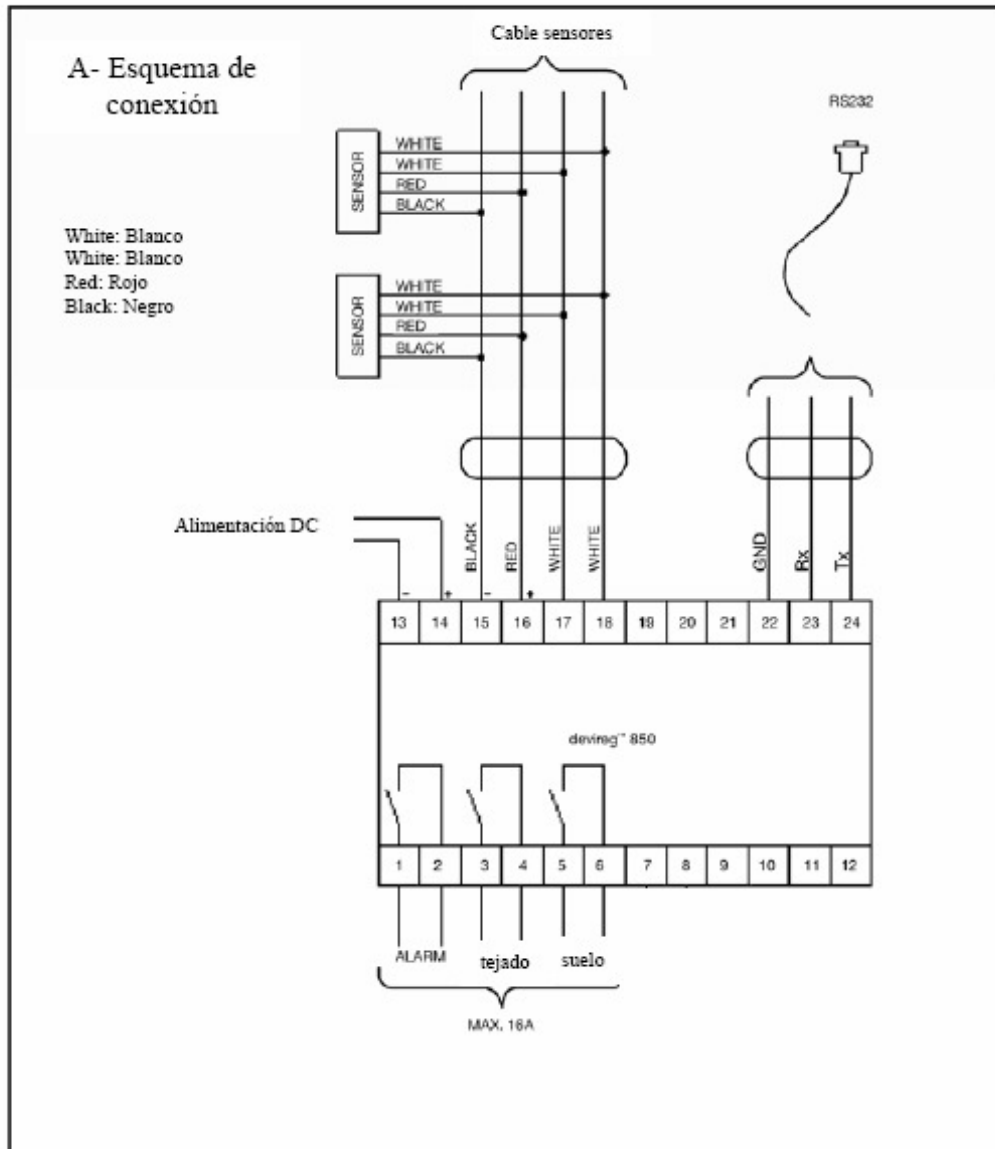 Cable sensores
A- Esquema de
conexión
RS232
SENSOR
WHITE
WHITE
RED
BLACK
White: Blanco
White: Blanco
Red: Rojo
Black: Negro
SENSOR
WHITE
WHITE
RED
BLACK
Alimentación DC
BLACK
RED
WHITE
WHITE
GND
Rx
Tx
- + - +
13 14 15 16 17 18 19 20 21 22 23 24
devireg™ 850
1 2 3 4 5 6 7 8 9 10 11 12
ALARM tejado suelo
MAX. 16A